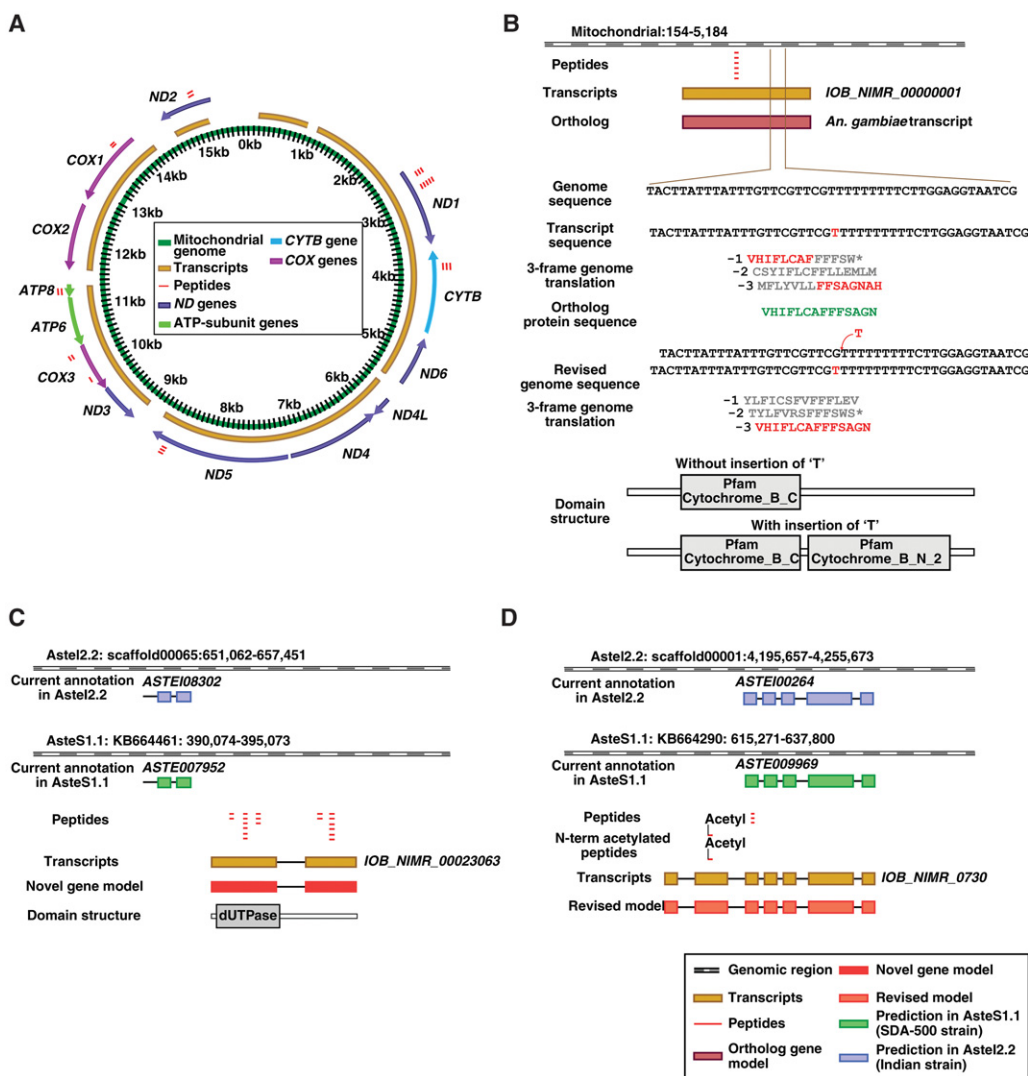 A
ND2
COX1
COX2
ATP8
ATP6
COX3
ND3
ND5
ND4
ND4L
ND6
CYTB
ND1
0kb
1kb
2kb
3kb
4kb
5kb
6kb
7kb
8kb
9kb
10kb
11kb
12kb
13kb
14kb
15kb
Mitochondrial genome
Transcripts
Peptides
ND genes
ATP-subunit genes
CYTB gene
COX genes
B
Mitochondrial:154-5,184
Peptides
Transcripts
IOB_NIMR_00000001
Ortholog
An. gambiae transcript
Genome sequence
TACTTATTTATTTGTTCGTTCGTTTTTTTTTCTTGGAGGTAATCG
Transcript sequence
TACTTATTTATTTGTTCGTTCGTTTTTTTTTTCTTGGAGGTAATCG
3-frame genome translation
-1 VHIFLCAFFFFSW*
-2 CSYIFLCFFLLEMLM
-3 MFLYVLLFFSAGNAH
Ortholog protein sequence
VHIFLCAFFFSAGN
T
TACTTATTTATTTGTTCGTTCGTTTTTTTTTCTTGGAGGTAATCG
Revised genome sequence
TACTTATTTATTTGTTCGTTCGTTTTTTTTTTCTTGGAGGTAATCG
3-frame genome translation
-1 YLFICSFVFFFLEV
-2 TYLFVRSFFFSWS*
-3 VHIFLCAFFFSAGN
Without insertion of 'T'
Domain structure
Pfam
Cytochrome_B_C
With insertion of 'T'
Pfam
Cytochrome_B_C
Pfam
Cytochrome_B_N_2
C
AsteI2.2: scaffold00065:651,062-657,451
Current annotation in AsteI2.2
ASTEI08302
AsteS1.1: KB664461: 390,074-395,073
Current annotation in AsteS1.1
ASTE007952
Peptides
Transcripts
IOB_NIMR_00023063
Novel gene model
Domain structure
dUTPase
D
AsteI2.2: scaffold00001:4,195,657-4,255,673
Current annotation in AsteI2.2
ASTEI00264
AsteS1.1: KB664290: 615,271-637,800
Current annotation in AsteS1.1
ASTE009969
Peptides
Acetyl
N-term acetylated peptides
Acetyl
Transcripts
IOB_NIMR_0730
Revised model
Genomic region
Transcripts
Peptides
Ortholog gene model
Novel gene model
Revised model
Prediction in AsteS1.1 (SDA-500 strain)
Prediction in AsteI2.2 (Indian strain)